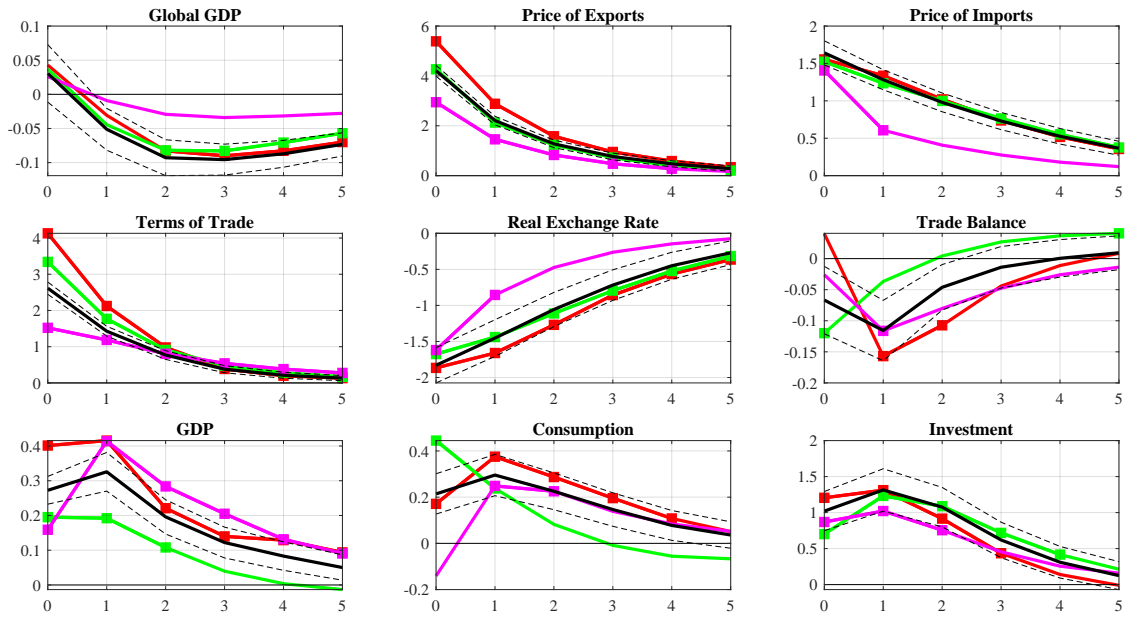 Global GDP
0.1
0.05
0
-0.05
-0.1
0 1 2 3 4 5
Price of Exports
6
4
2
0
0 1 2 3 4 5
Price of Imports
2
1.5
1
0.5
0
0 1 2 3 4 5
Terms of Trade
4
3
2
1
0
0 1 2 3 4 5
Real Exchange Rate
0
-0.5
-1
-1.5
-2
0 1 2 3 4 5
Trade Balance
0
-0.05
-0.1
-0.15
-0.2
0 1 2 3 4 5
GDP
0.4
0.3
0.2
0.1
0
0 1 2 3 4 5
Consumption
0.4
0.2
0
-0.2
0 1 2 3 4 5
Investment
2
1.5
1
0.5
0
0 1 2 3 4 5